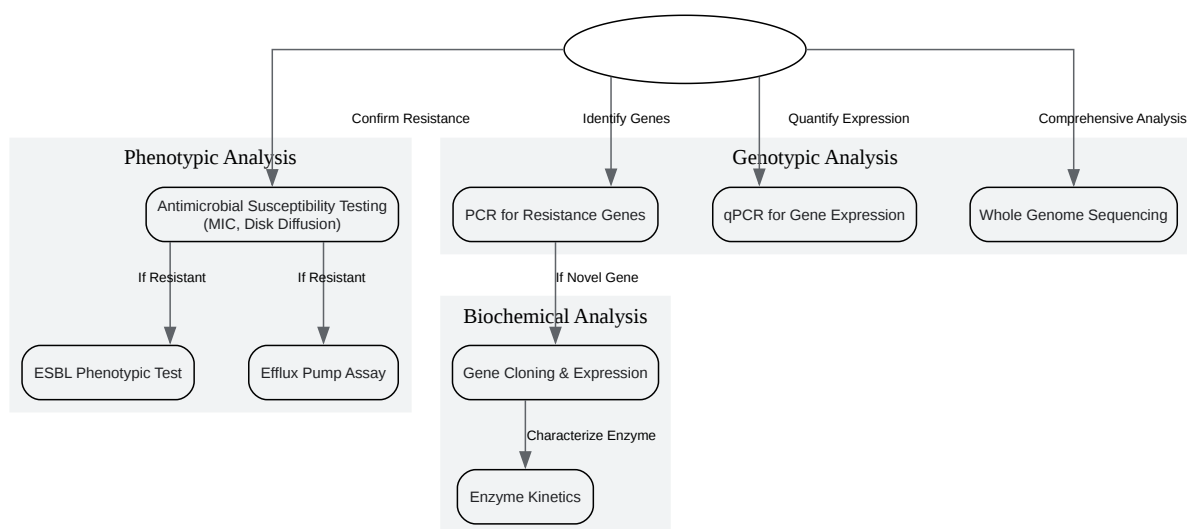 Confirm Resistance
Identify Genes
Quantify Expression
Comprehensive Analysis
Phenotypic Analysis
Genotypic Analysis
Antimicrobial Susceptibility Testing
(MIC, Disk Diffusion)
PCR for Resistance Genes
qPCR for Gene Expression
Whole Genome Sequencing
If Resistant
If Resistant
If Novel Gene
Biochemical Analysis
ESBL Phenotypic Test
Efflux Pump Assay
Gene Cloning & Expression
Characterize Enzyme
Enzyme Kinetics